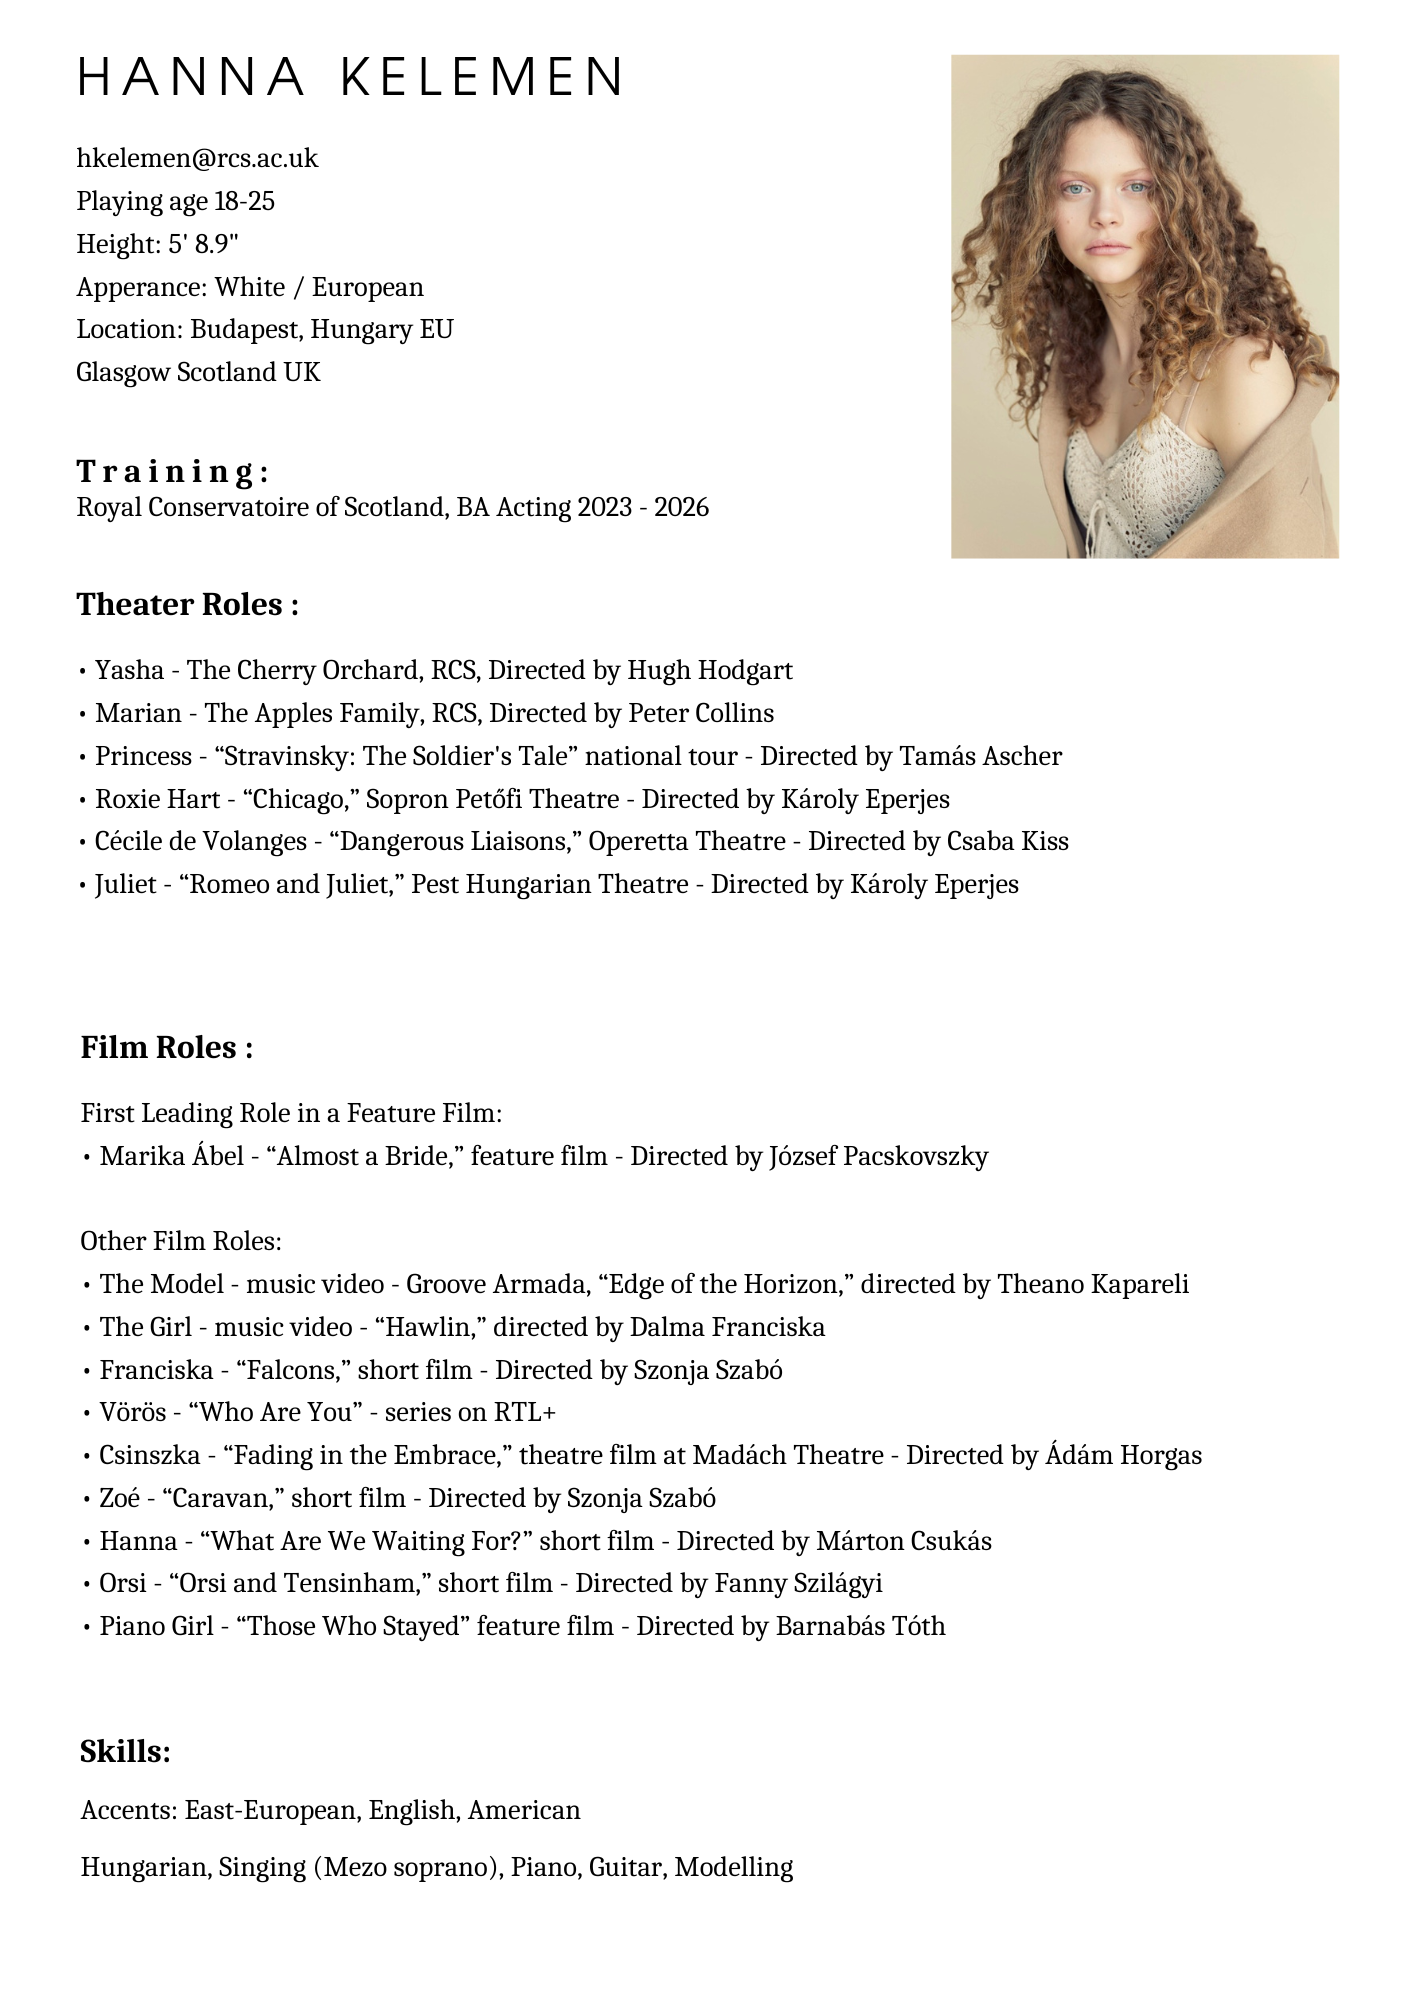 HANNA KELEMEN
hkelemen@rcs.ac.uk
Playing age 18-25
Height: 5' 8.9"
Apperance: White / European
Location: Budapest, Hungary EU
Glasgow Scotland UK
Training:
Royal Conservatoire of Scotland, BA Acting 2023 - 2026
Theater Roles :
• Yasha - The Cherry Orchard, RCS, Directed by Hugh Hodgart
• Marian - The Apples Family, RCS, Directed by Peter Collins
• Princess - “Stravinsky: The Soldier's Tale” national tour - Directed by Tamás Ascher
• Roxie Hart - “Chicago,” Sopron Petőfi Theatre - Directed by Károly Eperjes
• Cécile de Volanges - “Dangerous Liaisons,” Operetta Theatre - Directed by Csaba Kiss
• Juliet - “Romeo and Juliet,” Pest Hungarian Theatre - Directed by Károly Eperjes
Film Roles :
First Leading Role in a Feature Film:
• Marika Ábel - “Almost a Bride,” feature film - Directed by József Pacskovszky
Other Film Roles:
• The Model - music video - Groove Armada, “Edge of the Horizon,” directed by Theano Kapareli
• The Girl - music video - “Hawlin,” directed by Dalma Franciska
• Franciska - “Falcons,” short film - Directed by Szonja Szabó
• Vörös - “Who Are You” - series on RTL+
• Csinszka - “Fading in the Embrace,” theatre film at Madách Theatre - Directed by Ádám Horgas
• Zoé - “Caravan,” short film - Directed by Szonja Szabó
• Hanna - “What Are We Waiting For?” short film - Directed by Márton Csukás
• Orsi - “Orsi and Tensinham,” short film - Directed by Fanny Szilágyi
• Piano Girl - “Those Who Stayed” feature film - Directed by Barnabás Tóth
Skills:
Accents: East-European, English, American
Hungarian, Singing (Mezo soprano), Piano, Guitar, Modelling